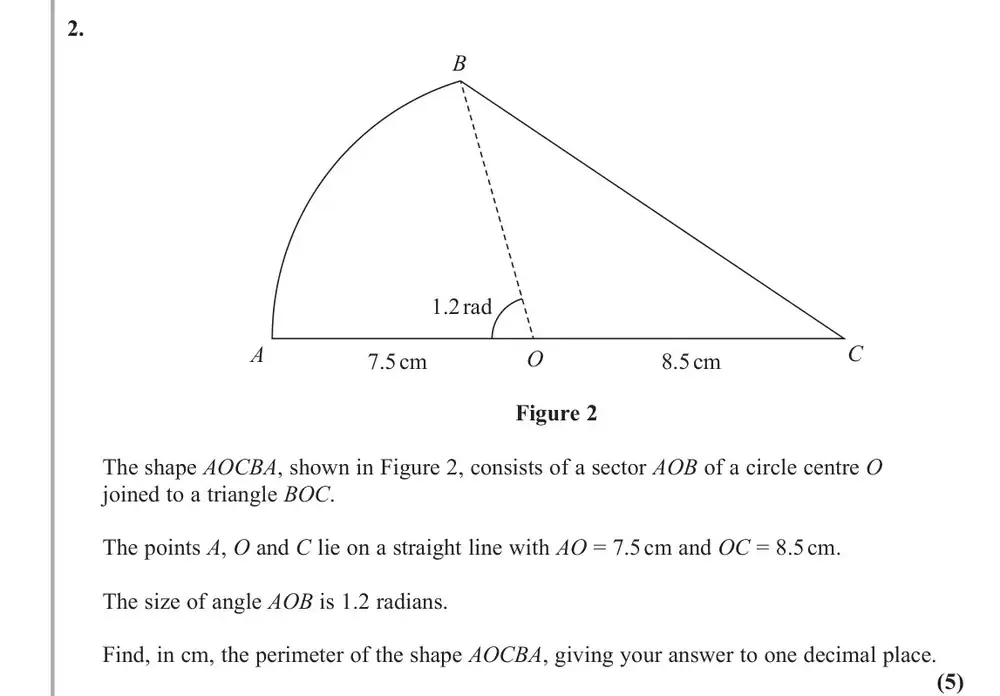 2.
B
1.2 rad
A
7.5 cm
O
8.5 cm
C
Figure 2
The shape AOCBA, shown in Figure 2, consists of a sector AOB of a circle centre O
joined to a triangle BOC.
The points A, O and C lie on a straight line with AO = 7.5 cm and OC = 8.5 cm.
The size of angle AOB is 1.2 radians.
Find, in cm, the perimeter of the shape AOCBA, giving your answer to one decimal place.
(5)